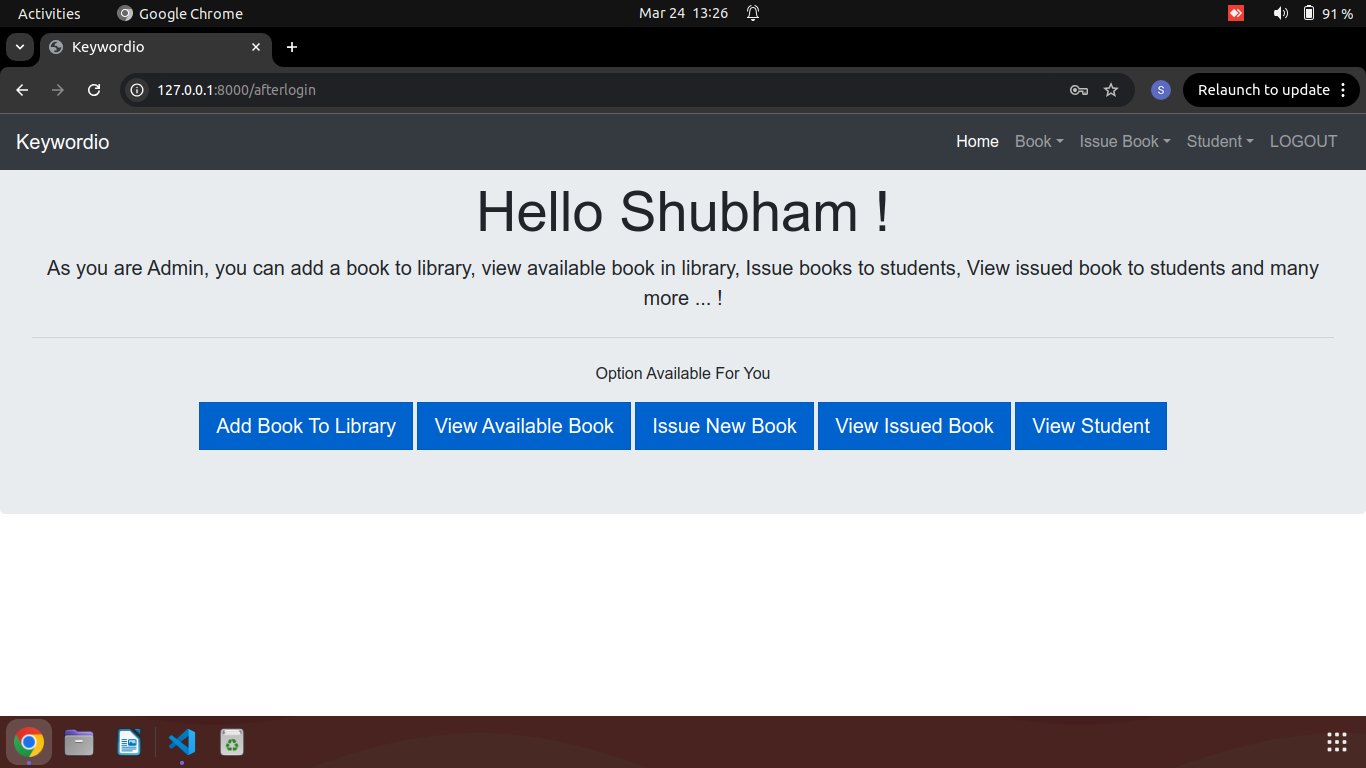 Activities
Google Chrome
Mar 24 13:26
91 %
Keywordio
127.0.0.1:8000/afterlogin
S
Relaunch to update
Keywordio
Home
Book
Issue Book
Student
LOGOUT
Hello Shubham !
As you are Admin, you can add a book to library, view available book in library, Issue books to students, View issued book to students and many
more ... !
Option Available For You
Add Book To Library
View Available Book
Issue New Book
View Issued Book
View Student